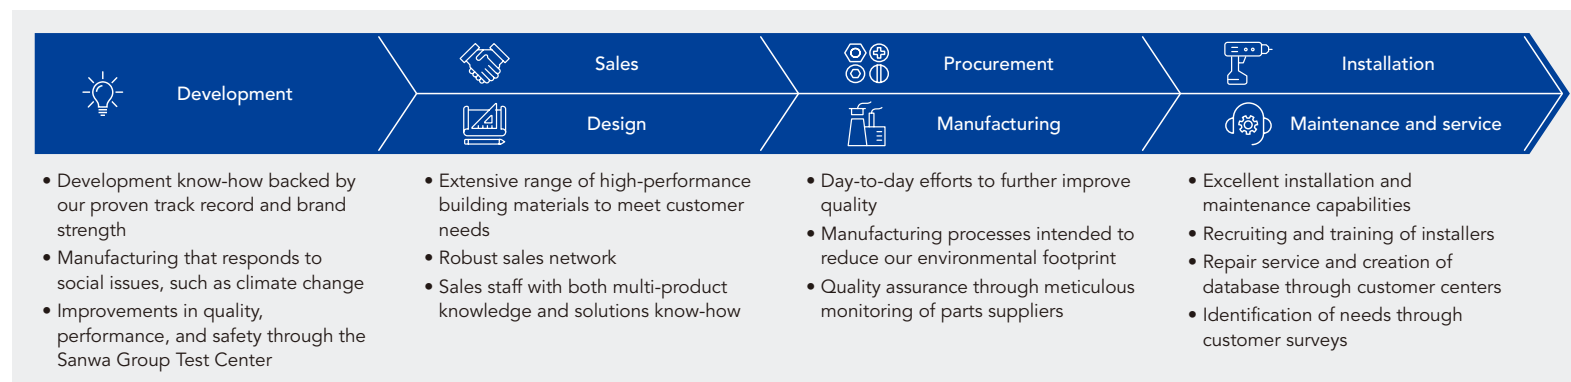 Development
Sales
Design
Procurement
Manufacturing
Installation
Maintenance and service
• Development know-how backed by
our proven track record and brand
strength
• Manufacturing that responds to
social issues, such as climate change
• Improvements in quality,
performance, and safety through the
Sanwa Group Test Center
• Extensive range of high-performance
building materials to meet customer
needs
• Robust sales network
• Sales staff with both multi-product
knowledge and solutions know-how
• Day-to-day efforts to further improve
quality
• Manufacturing processes intended to
reduce our environmental footprint
• Quality assurance through meticulous
monitoring of parts suppliers
• Excellent installation and
maintenance capabilities
• Recruiting and training of installers
• Repair service and creation of
database through customer centers
• Identification of needs through
customer surveys